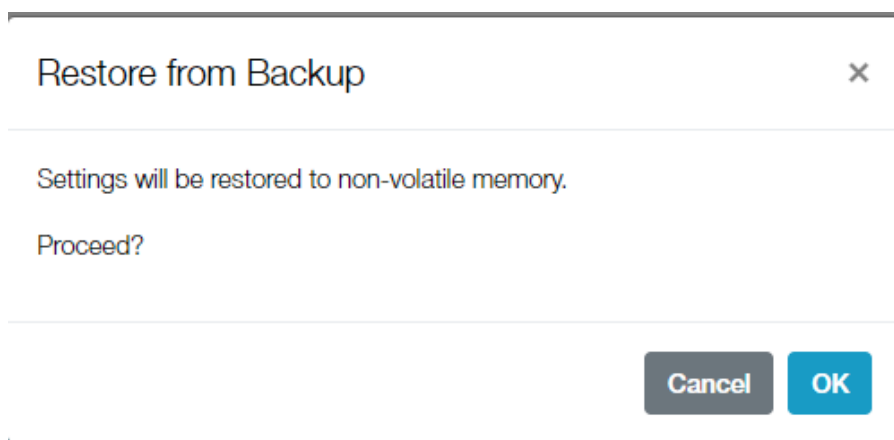 Restore from Backup
×
Settings will be restored to non-volatile memory.
Proceed?
Cancel OK